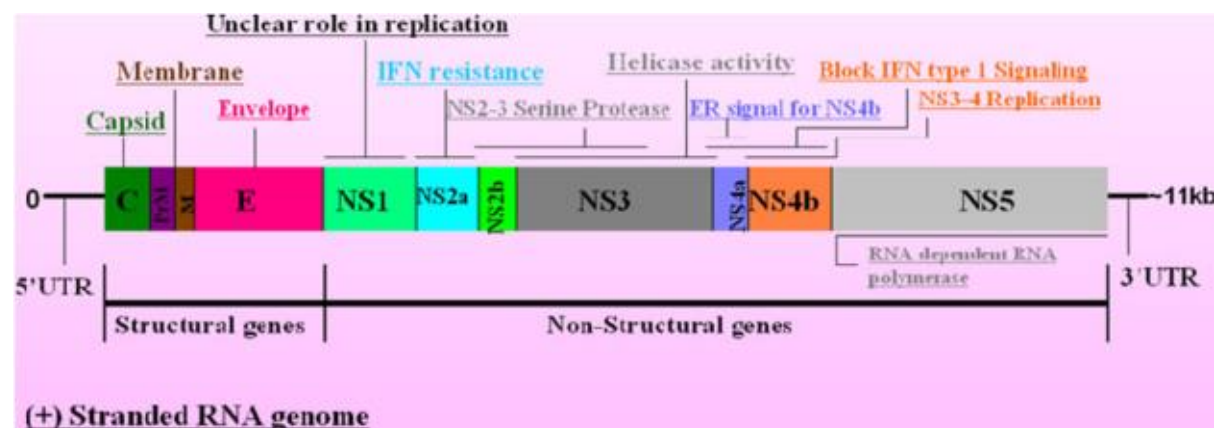 Unclear role in replication
Membrane
IFN resistance
Helicase activity
Block IFN type 1 Signaling
Capsid
Envelope
NS2-3 Serine Protease
ER signal for NS4b
NS3-4 Replication
0
C
PrM
M
E
NS1
NS2a
NS2b
NS3
NS4a
NS4b
NS5
~11kb
RNA dependent RNA
polymerase
5'UTR
3'UTR
Structural genes
Non-Structural genes
(+) Stranded RNA genome